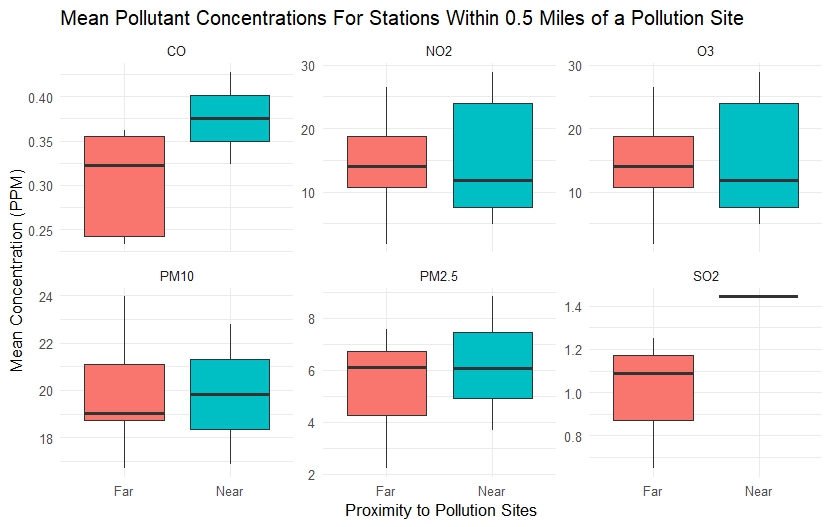 Mean Pollutant Concentrations For Stations Within 0.5 Miles of a Pollution Site
CO
NO2
O3
0.40
0.35
0.30
0.25
30
20
10
30
20
10
Mean Concentration (PPM)
PM10
PM2.5
SO2
24
22
20
18
8
6
4
2
1.4
1.2
1.0
0.8
Far Near
Far Near
Far Near
Proximity to Pollution Sites